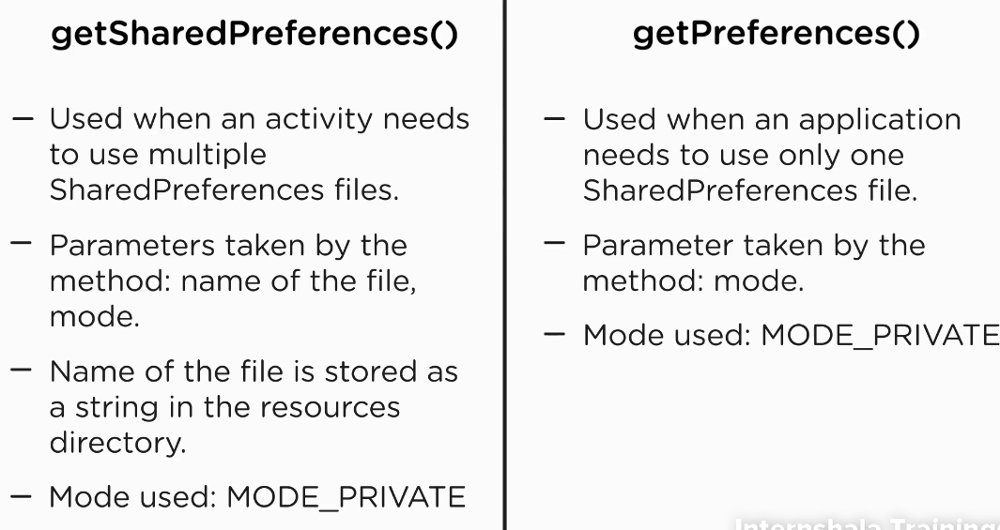 getSharedPreferences()
— Used when an activity needs
to use multiple
SharedPreferences files.
— Parameters taken by the
method: name of the file,
mode.
— Name of the file is stored as
a string in the resources
directory.
— Mode used: MODE_PRIVATE
getPreferences()
— Used when an application
needs to use only one
SharedPreferences file.
— Parameter taken by the
method: mode.
— Mode used: MODE_PRIVATE
Internshala Trainings